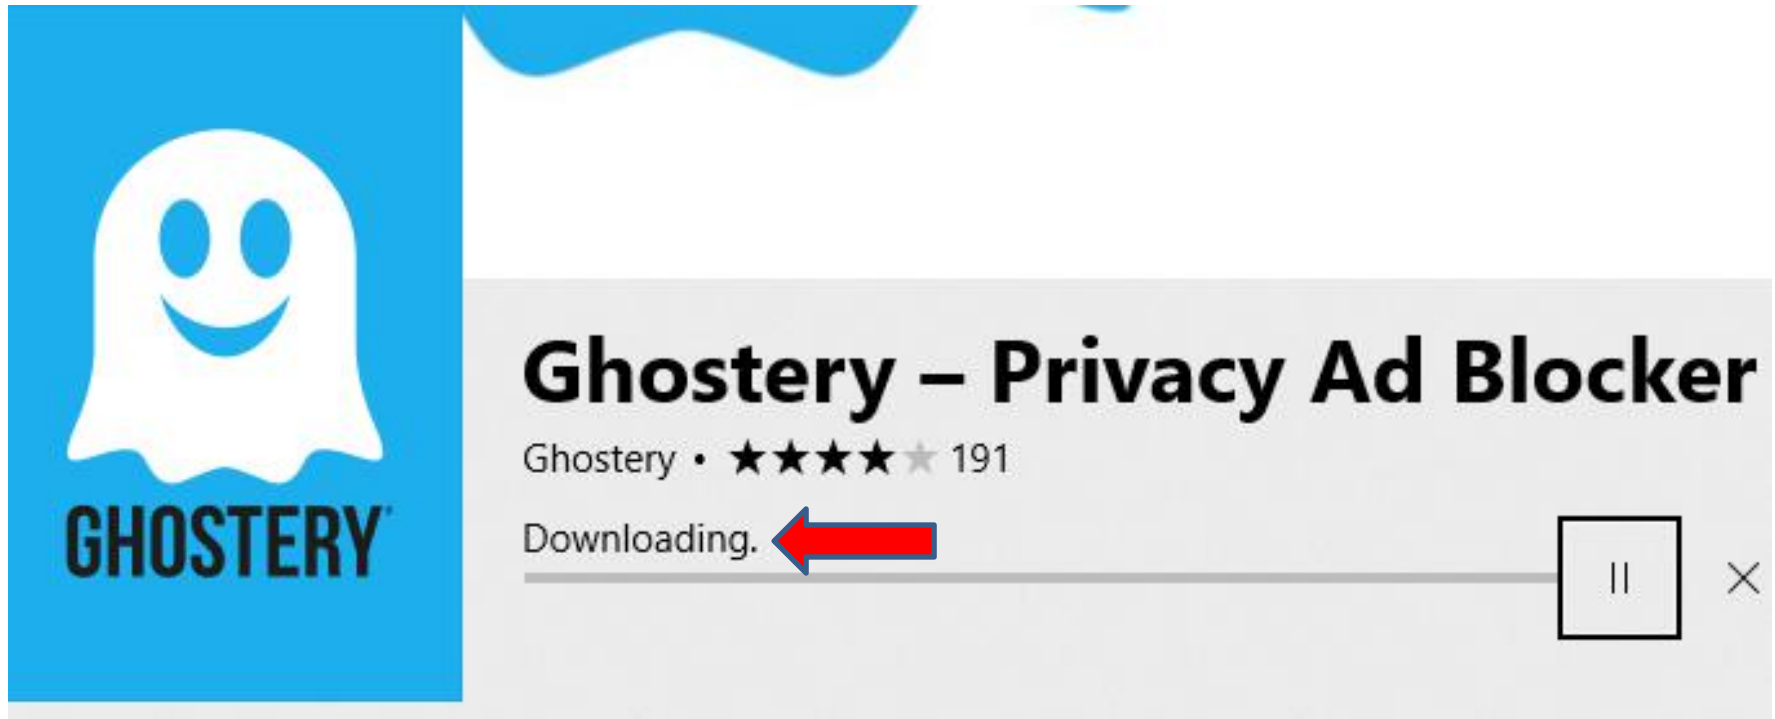 GHOSTERY
Ghostery – Privacy Ad Blocker
Ghostery • ★★★★★ 191
Downloading.